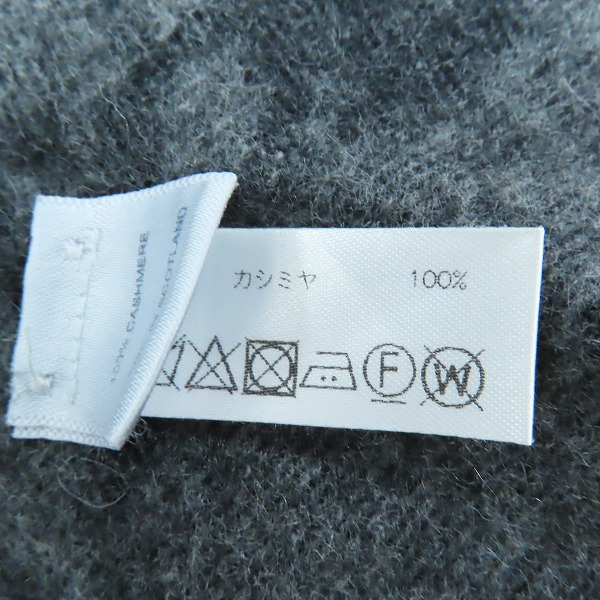 100% CASHMERE
SCOTLAND
カシミヤ 100%
F W